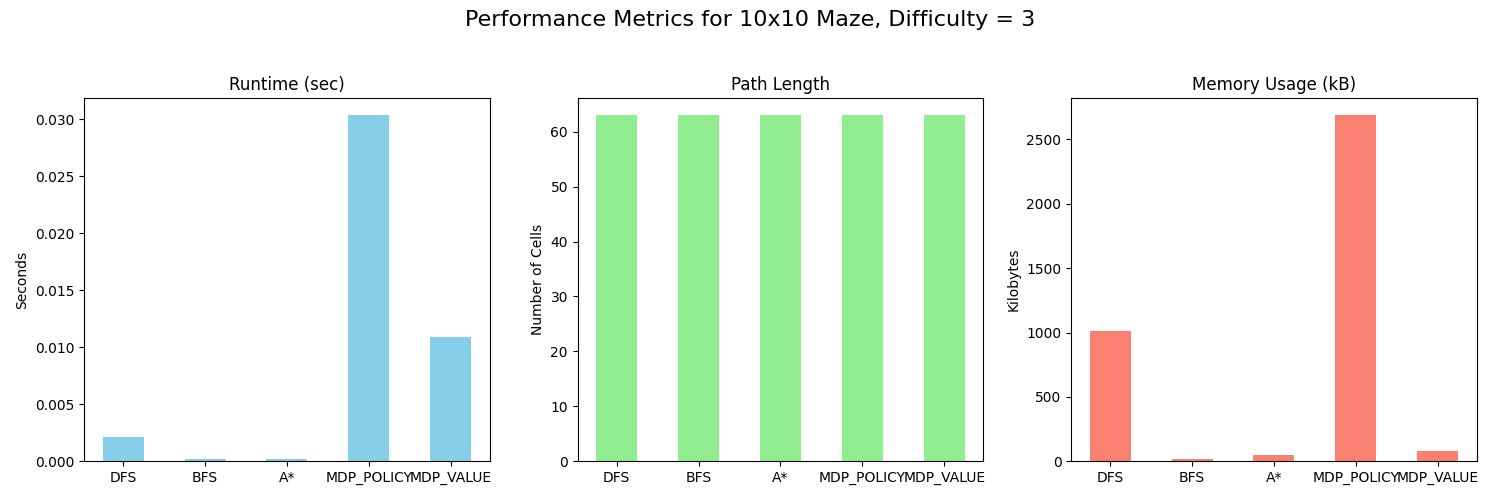 Performance Metrics for 10x10 Maze, Difficulty = 3
Runtime (sec)
Seconds
0.030
0.025
0.020
0.015
0.010
0.005
0.000
DFS BFS A* MDP_POLICY MDP_VALUE
Path Length
Number of Cells
60
50
40
30
20
10
0
DFS BFS A* MDP_POLICY MDP_VALUE
Memory Usage (kB)
Kilobytes
2500
2000
1500
1000
500
0
DFS BFS A* MDP_POLICY MDP_VALUE